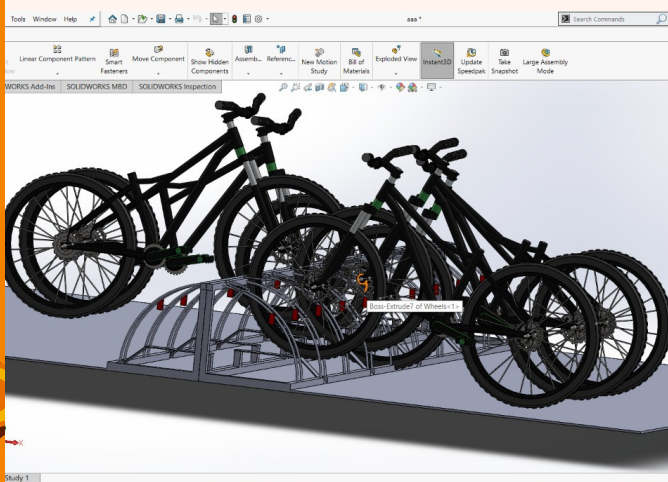 Tools Window Help
aaa *
Search Commands
Linear Component Pattern
Smart
Fasteners
Move Component
Show Hidden
Components
Assemb...
Referenc...
New Motion
Study
Bill of
Materials
Exploded View
Instant3D
Update
Speedpak
Take
Snapshot
Large Assembly
Mode
WORKS Add-Ins
SOLIDWORKS MBD
SOLIDWORKS Inspection
Boss-Extrude7 of Wheels<1>
X
Study 1